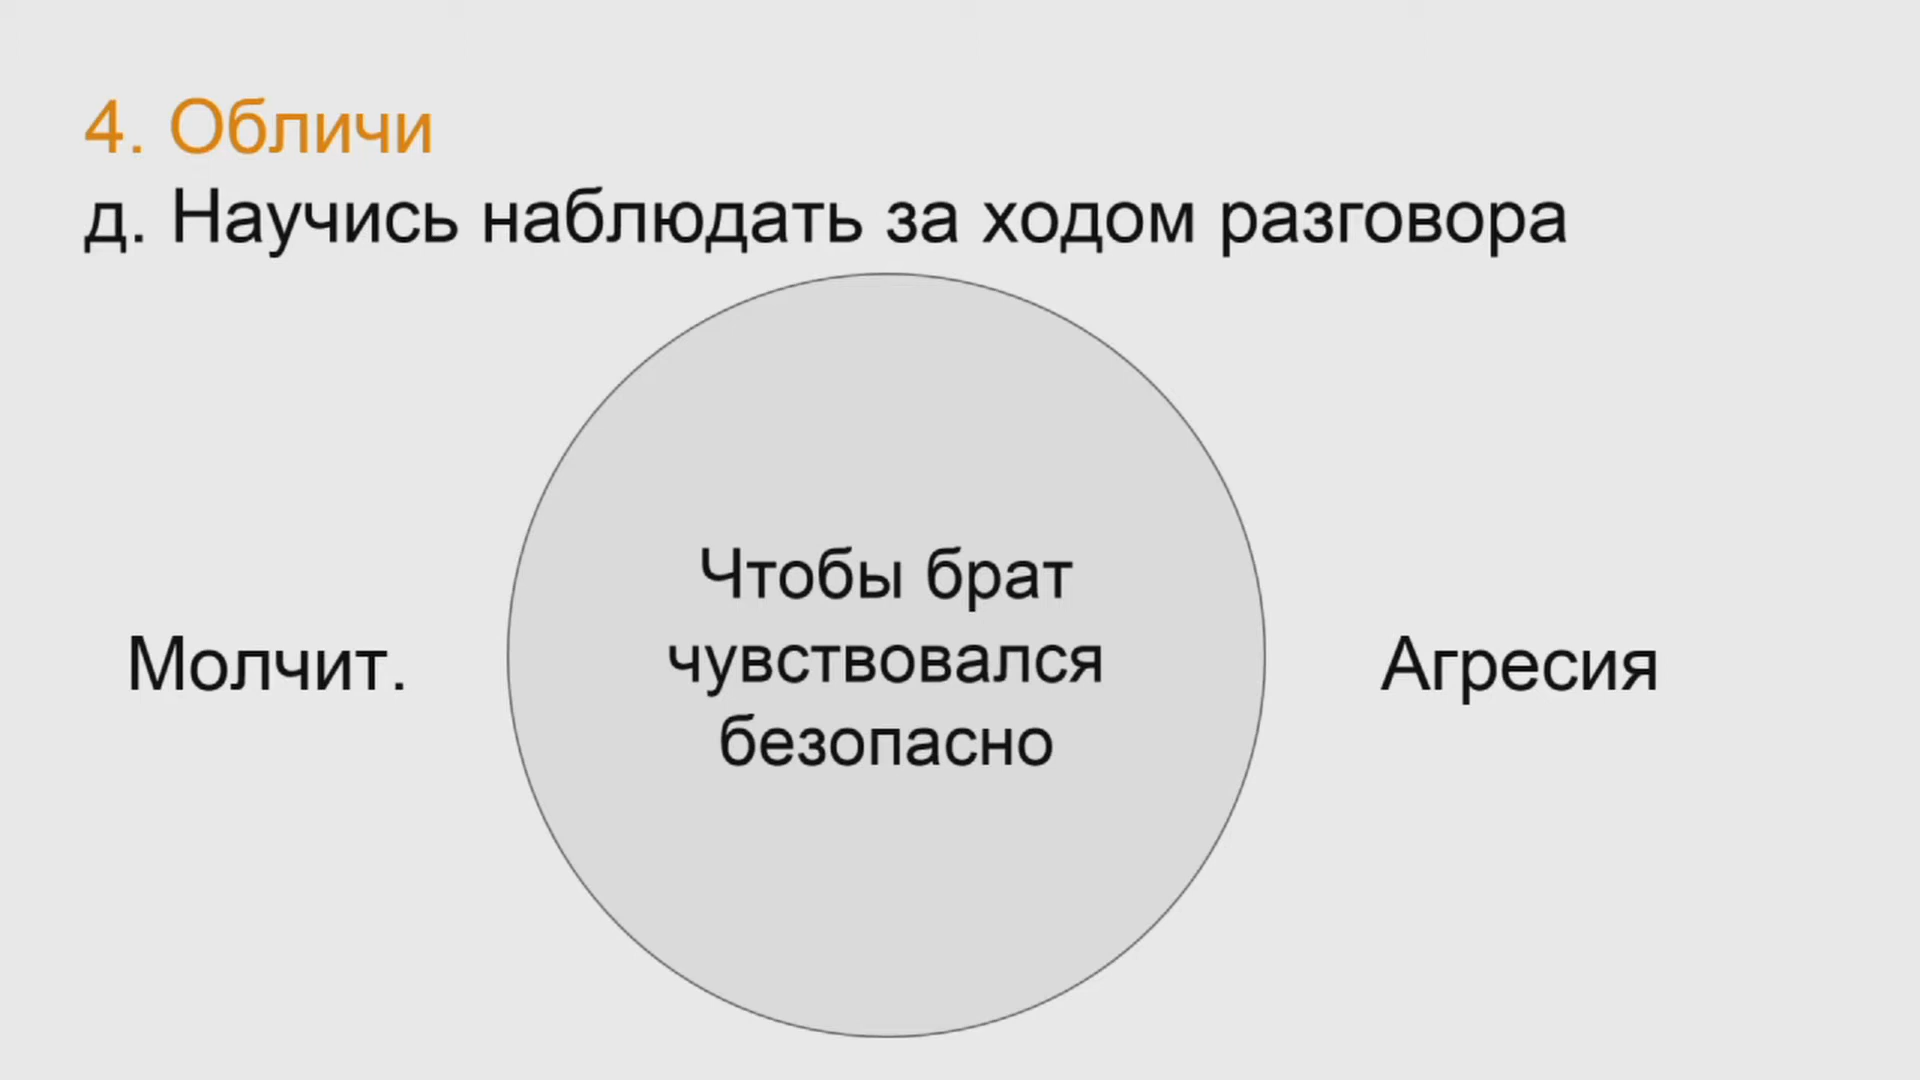 4. Обличи
д. Научись наблюдать за ходом разговора
Чтобы брат
чувствовался
безопасно
Молчит.
Агресия